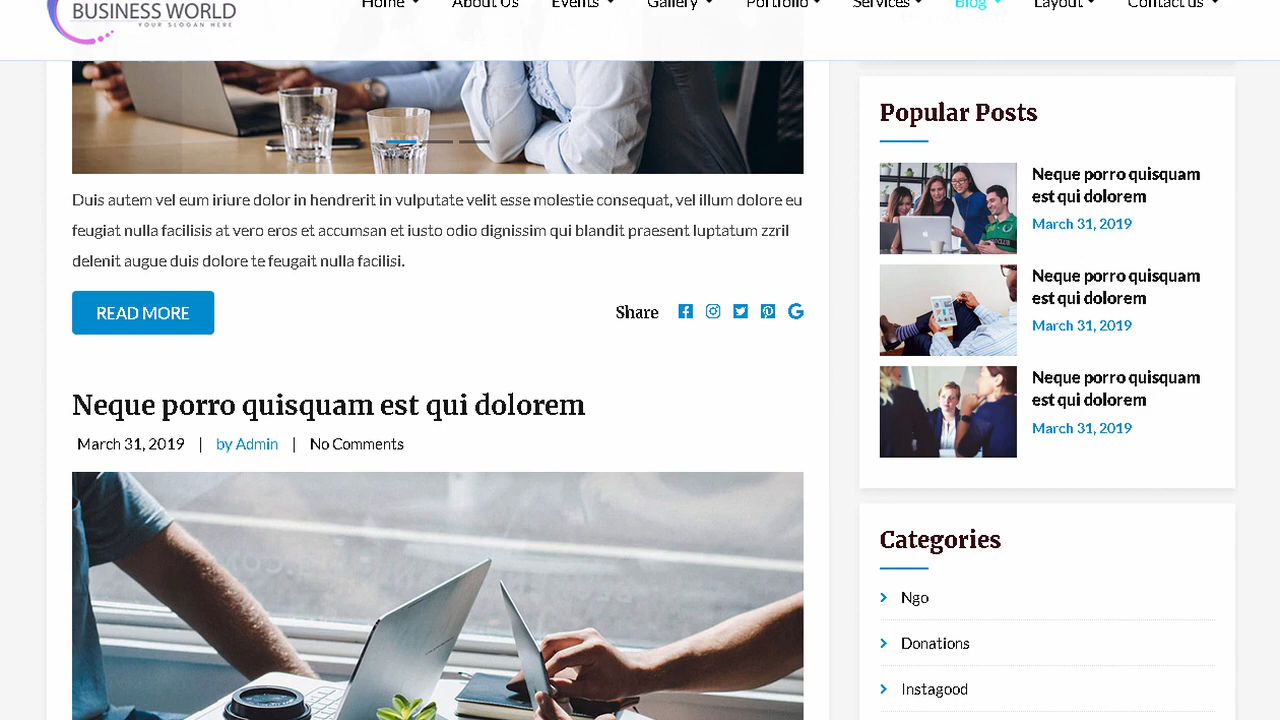 BUSINESS WORLD
YOUR SLOGAN HERE
Home
About Us
Events
Gallery
Portfolio
Services
Blog
Layout
Contact us
Duis autem vel eum iriure dolor in hendrerit in vulputate velit esse molestie consequat, vel illum dolore eu
feugiat nulla facilisis at vero eros et accumsan et iusto odio dignissim qui blandit praesent luptatum zzril
delenit augue duis dolore te feugait nulla facilisi.
READ MORE
Share
Neque porro quisquam est qui dolorem
March 31, 2019 | by Admin | No Comments
Popular Posts
Neque porro quisquam
est qui dolorem
March 31, 2019
Neque porro quisquam
est qui dolorem
March 31, 2019
Neque porro quisquam
est qui dolorem
March 31, 2019
Categories
Ngo
Donations
Instagood